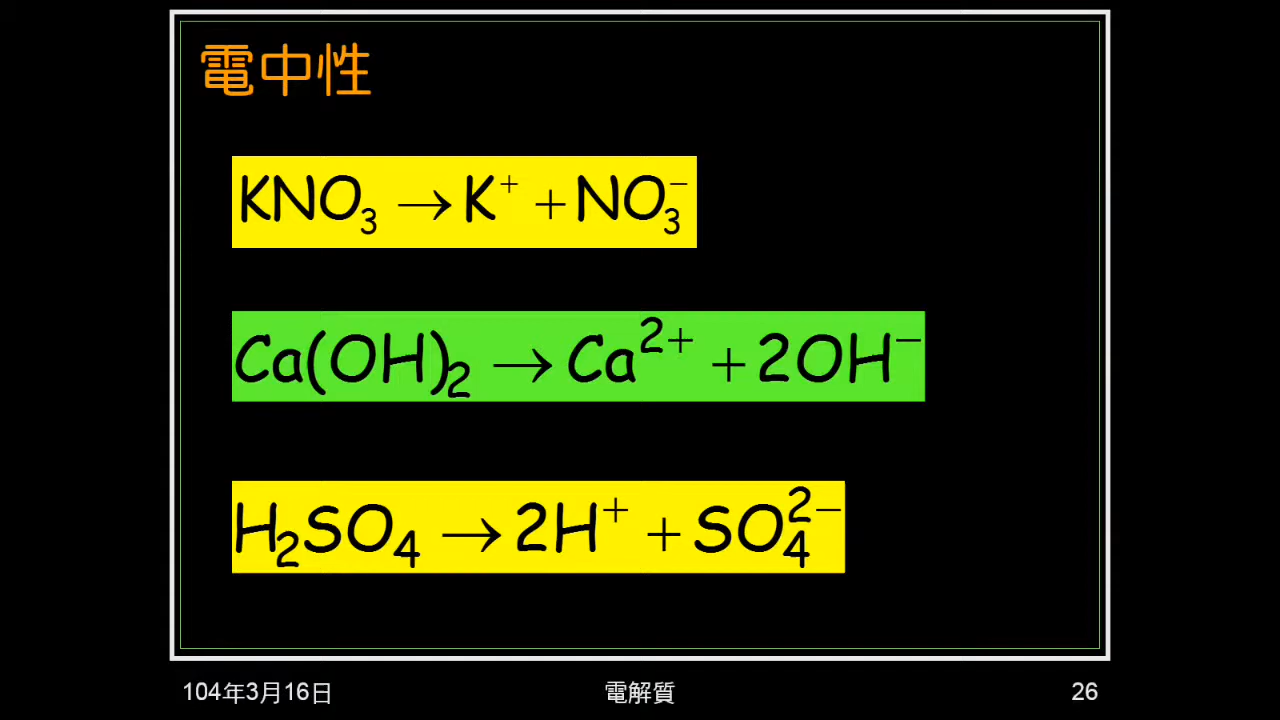 電中性
KNO₃ → K⁺ + NO₃⁻
Ca(OH)₂ → Ca²⁺ + 2OH⁻
H₂SO₄ → 2H⁺ + SO₄²⁻
104年3月16日
電解質
26